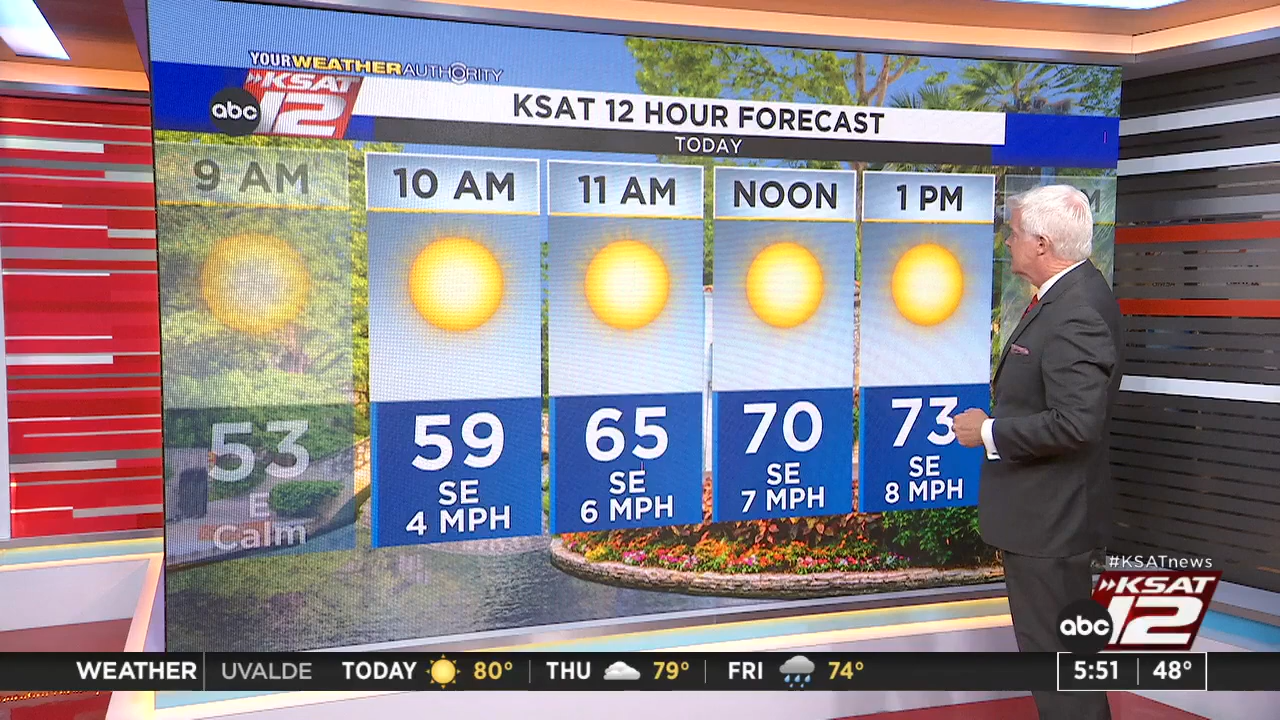 YOUR WEATHER AUTHORITY
abc KSAT 12
KSAT 12 HOUR FORECAST
TODAY
9 AM
53
E
Calm
10 AM
59
SE
4 MPH
11 AM
65
SE
6 MPH
NOON
70
SE
7 MPH
1 PM
73
SE
8 MPH
M
#KSATnews
abc KSAT 12
WEATHER UVALDE TODAY 80° THU 79° FRI 74° 5:51 48°